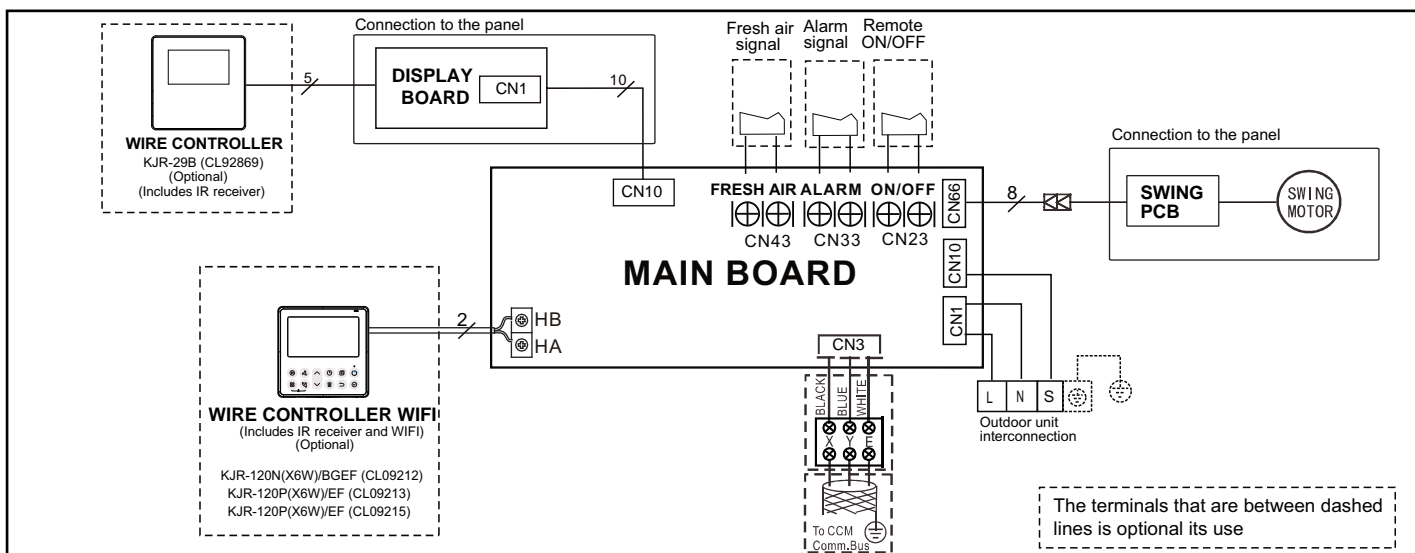 Connection to the panel
5
DISPLAY
BOARD
CN1
10
WIRE CONTROLLER
KJR-29B (CL92869)
(Optional)
(Includes IR receiver)
Fresh air
signal
Alarm
signal
Remote
ON/OFF
Connection to the panel
SWING
PCB
SWING
MOTOR
8
CN10
FRESH AIR
ALARM
ON/OFF
CN43
CN33
CN23
CN66
CN10
CN1
MAIN BOARD
2
HB
HA
WIRE CONTROLLER WIFI
(Includes IR receiver and WIFI)
(Optional)
KJR-120N(X6W)/BGEF (CL09212)
KJR-120P(X6W)/EF (CL09213)
KJR-120P(X6W)/EF (CL09215)
CN3
BLACK
BLUE
WHITE
X Y E
To CCM
Comm.Bus
L N S
Outdoor unit
interconnection
The terminals that are between dashed
lines is optional its use